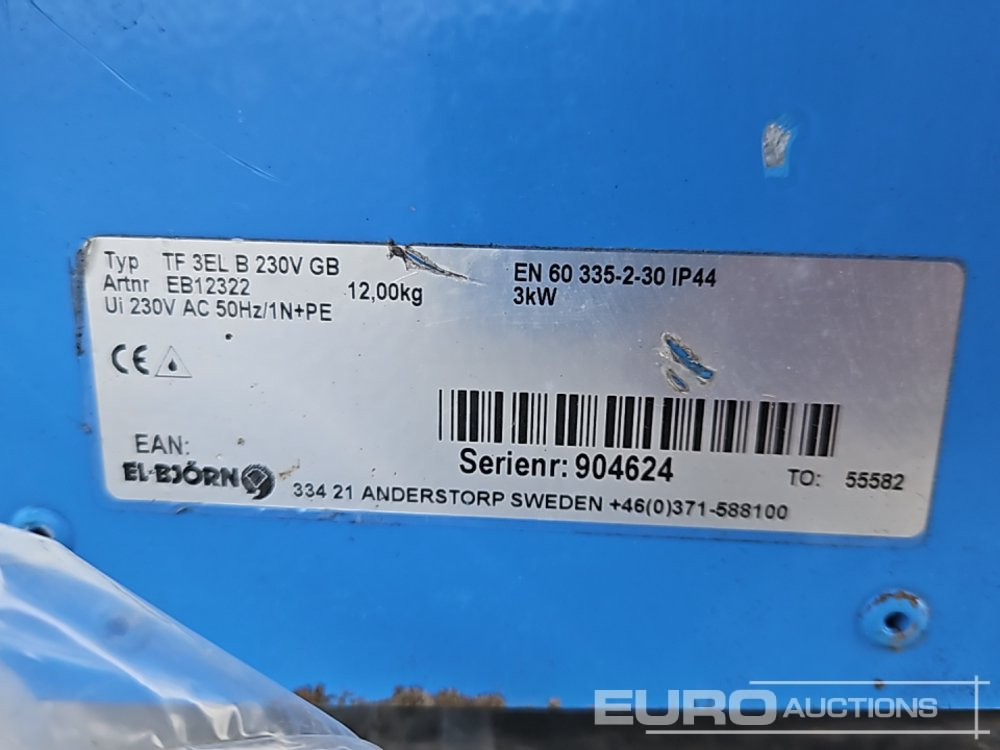 Typ TF 3EL B 230V GB
Artnr EB12322 12,00kg
Ui 230V AC 50Hz/1N+PE
EN 60 335-2-30 IP44
3kW
CE
EAN:
EL-BJÖRN
Serienr: 904624
TO: 55582
334 21 ANDERSTORP SWEDEN +46(0)371-588100
EURO AUCTIONS